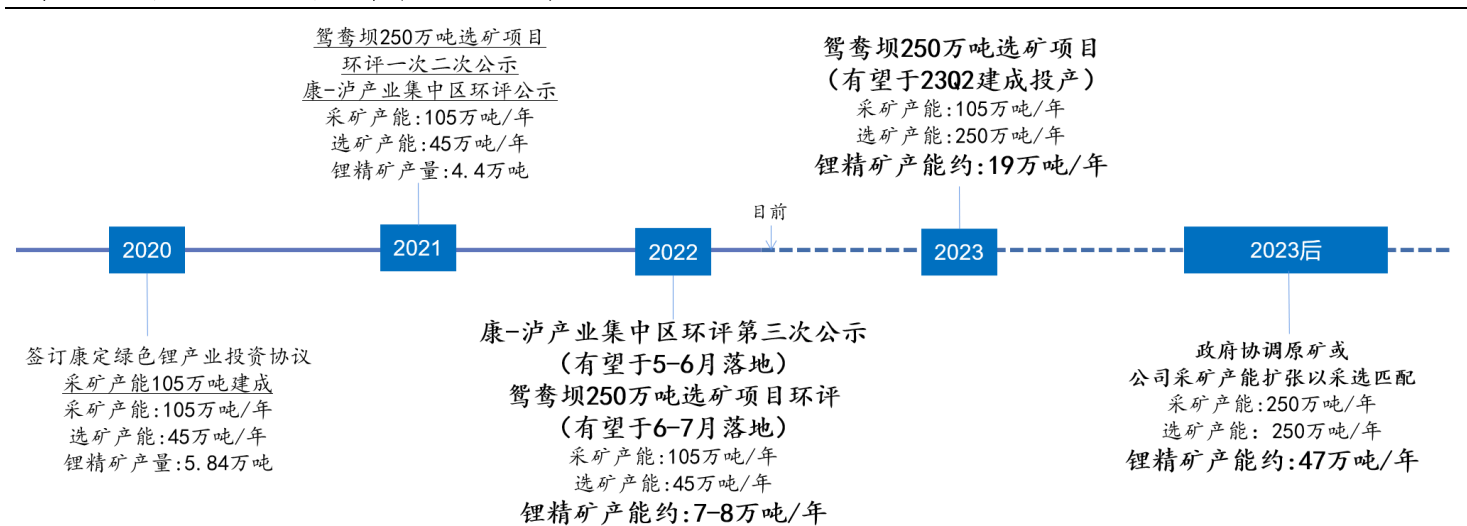 鸳鸯坝250万吨选矿项目
环评一次二次公示
康-泸产业集中区环评公示
采矿产能:105万吨/年
选矿产能:45万吨/年
锂精矿产量:4.4万吨
鸳鸯坝250万吨选矿项目
(有望于23Q2建成投产)
采矿产能:105万吨/年
选矿产能:250万吨/年
锂精矿产能约:19万吨/年
目前
2020
2021
2022
2023
2023后
签订康定绿色锂产业投资协议
采矿产能105万吨建成
采矿产能:105万吨/年
选矿产能:45万吨/年
锂精矿产量:5.84万吨
康-泸产业集中区环评第三次公示
(有望于5-6月落地)
鸳鸯坝250万吨选矿项目环评
(有望于6-7月落地)
采矿产能:105万吨/年
选矿产能:45万吨/年
锂精矿产能约:7-8万吨/年
政府协调原矿或
公司采矿产能扩张以采选匹配
采矿产能:250万吨/年
选矿产能: 250万吨/年
锂精矿产能约:47万吨/年